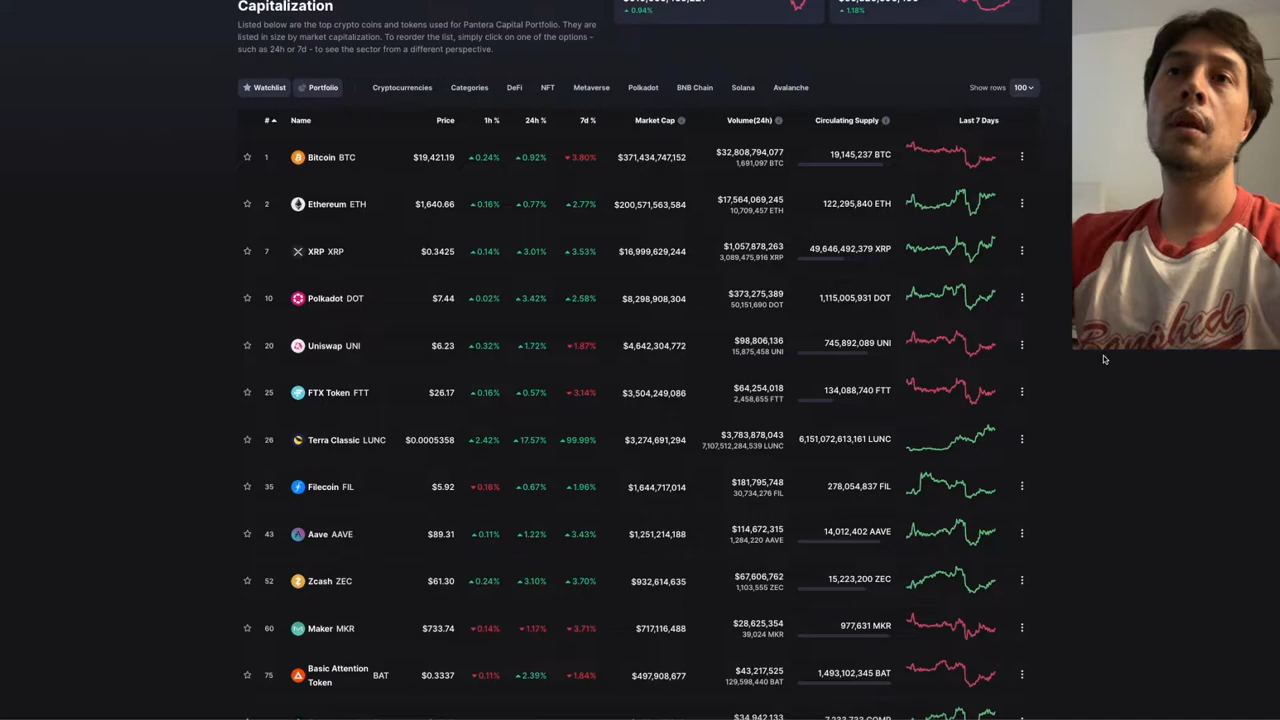 Capitalization
0.94%
1.18%
Listed below are the top crypto coins and tokens used for Pantera Capital Portfolio. They are
listed in size by market capitalization. To reorder the list, simply click on one of the options -
such as 24h or 7d - to see the sector from a different perspective.
Watchlist Portfolio Cryptocurrencies Categories DeFi NFT Metaverse Polkadot BNB Chain Solana Avalanche Show rows 100
# Name Price 1h % 24h % 7d % Market Cap Volume(24h) Circulating Supply Last 7 Days
1 Bitcoin BTC $19,421.19 0.24% 0.92% 3.80% $371,434,747,152 $32,808,794,077 19,145,237 BTC
1,691,097 BTC
2 Ethereum ETH $1,640.66 0.16% 0.77% 2.77% $200,571,563,584 $17,564,069,245 122,295,840 ETH
10,709,457 ETH
7 XRP XRP $0.3425 0.14% 3.01% 3.53% $16,999,629,244 $1,057,878,263 49,646,492,379 XRP
3,089,475,916 XRP
10 Polkadot DOT $7.44 0.02% 3.42% 2.58% $8,298,908,304 $373,275,389 1,115,005,931 DOT
50,151,690 DOT
20 Uniswap UNI $6.23 0.32% 1.72% 1.87% $4,642,304,772 $98,806,136 745,892,089 UNI
15,875,458 UNI
25 FTX Token FTT $26.17 0.16% 0.57% 3.14% $3,504,249,086 $64,254,018 134,088,740 FTT
2,458,655 FTT
26 Terra Classic LUNC $0.0005358 2.42% 17.57% 99.99% $3,274,691,294 $3,783,878,043 6,151,072,613,161 LUNC
7,107,512,284,539 LUNC
35 Filecoin FIL $5.92 0.16% 0.67% 1.96% $1,644,717,014 $181,795,748 278,054,837 FIL
30,734,276 FIL
43 Aave AAVE $89.31 0.11% 1.22% 3.43% $1,251,214,188 $114,672,315 14,012,402 AAVE
1,284,220 AAVE
52 Zcash ZEC $61.30 0.24% 3.10% 3.70% $932,614,635 $67,606,762 15,223,200 ZEC
1,103,555 ZEC
60 Maker MKR $733.74 0.14% 1.17% 3.71% $717,116,488 $28,625,354 977,631 MKR
39,024 MKR
75 Basic Attention Token BAT $0.3337 0.11% 2.39% 1.84% $497,908,677 $43,217,525 1,493,102,345 BAT
129,598,440 BAT
Banished